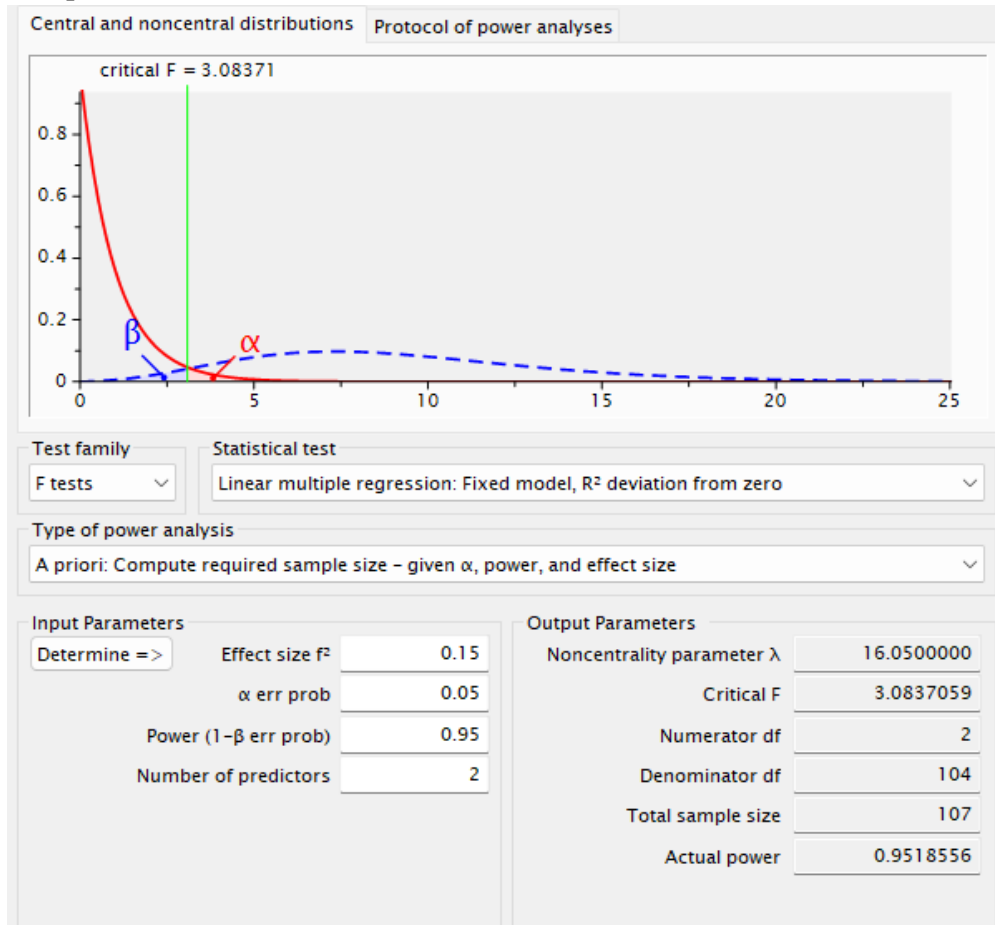 Central and noncentral distributions Protocol of power analyses
critical F = 3.08371
0.8
0.6
0.4
0.2
0
β
α
0 5 10 15 20 25
Test family Statistical test
F tests Linear multiple regression: Fixed model, R² deviation from zero
Type of power analysis
A priori: Compute required sample size – given α, power, and effect size
Input Parameters
Determine => Effect size f² 0.15
α err prob 0.05
Power (1–β err prob) 0.95
Number of predictors 2
Output Parameters
Noncentrality parameter λ 16.0500000
Critical F 3.0837059
Numerator df 2
Denominator df 104
Total sample size 107
Actual power 0.9518556